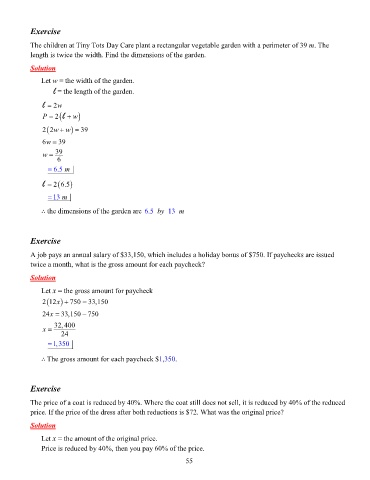 Exercise
The children at Tiny Tots Day Care plant a rectangular vegetable garden with a perimeter of 39 m. The
length is twice the width. Find the dimensions of the garden.
Solution
Let w = the width of the garden.
ℓ = the length of the garden.
ℓ = 2w
P = 2(ℓ + w)
2(2w + w) = 39
6w = 39
w = 39/6
= 6.5 m
ℓ = 2(6.5)
= 13 m
∴ the dimensions of the garden are 6.5 by 13 m
Exercise
A job pays an annual salary of $33,150, which includes a holiday bonus of $750. If paychecks are issued
twice a month, what is the gross amount for each paycheck?
Solution
Let x = the gross amount for paycheck
2(12x) + 750 = 33,150
24x = 33,150 − 750
x = 32,400/24
= 1,350
∴ The gross amount for each paycheck $1,350.
Exercise
The price of a coat is reduced by 40%. Where the coat still does not sell, it is reduced by 40% of the reduced
price. If the price of the dress after both reductions is $72. What was the original price?
Solution
Let x = the amount of the original price.
Price is reduced by 40%, then you pay 60% of the price.
55